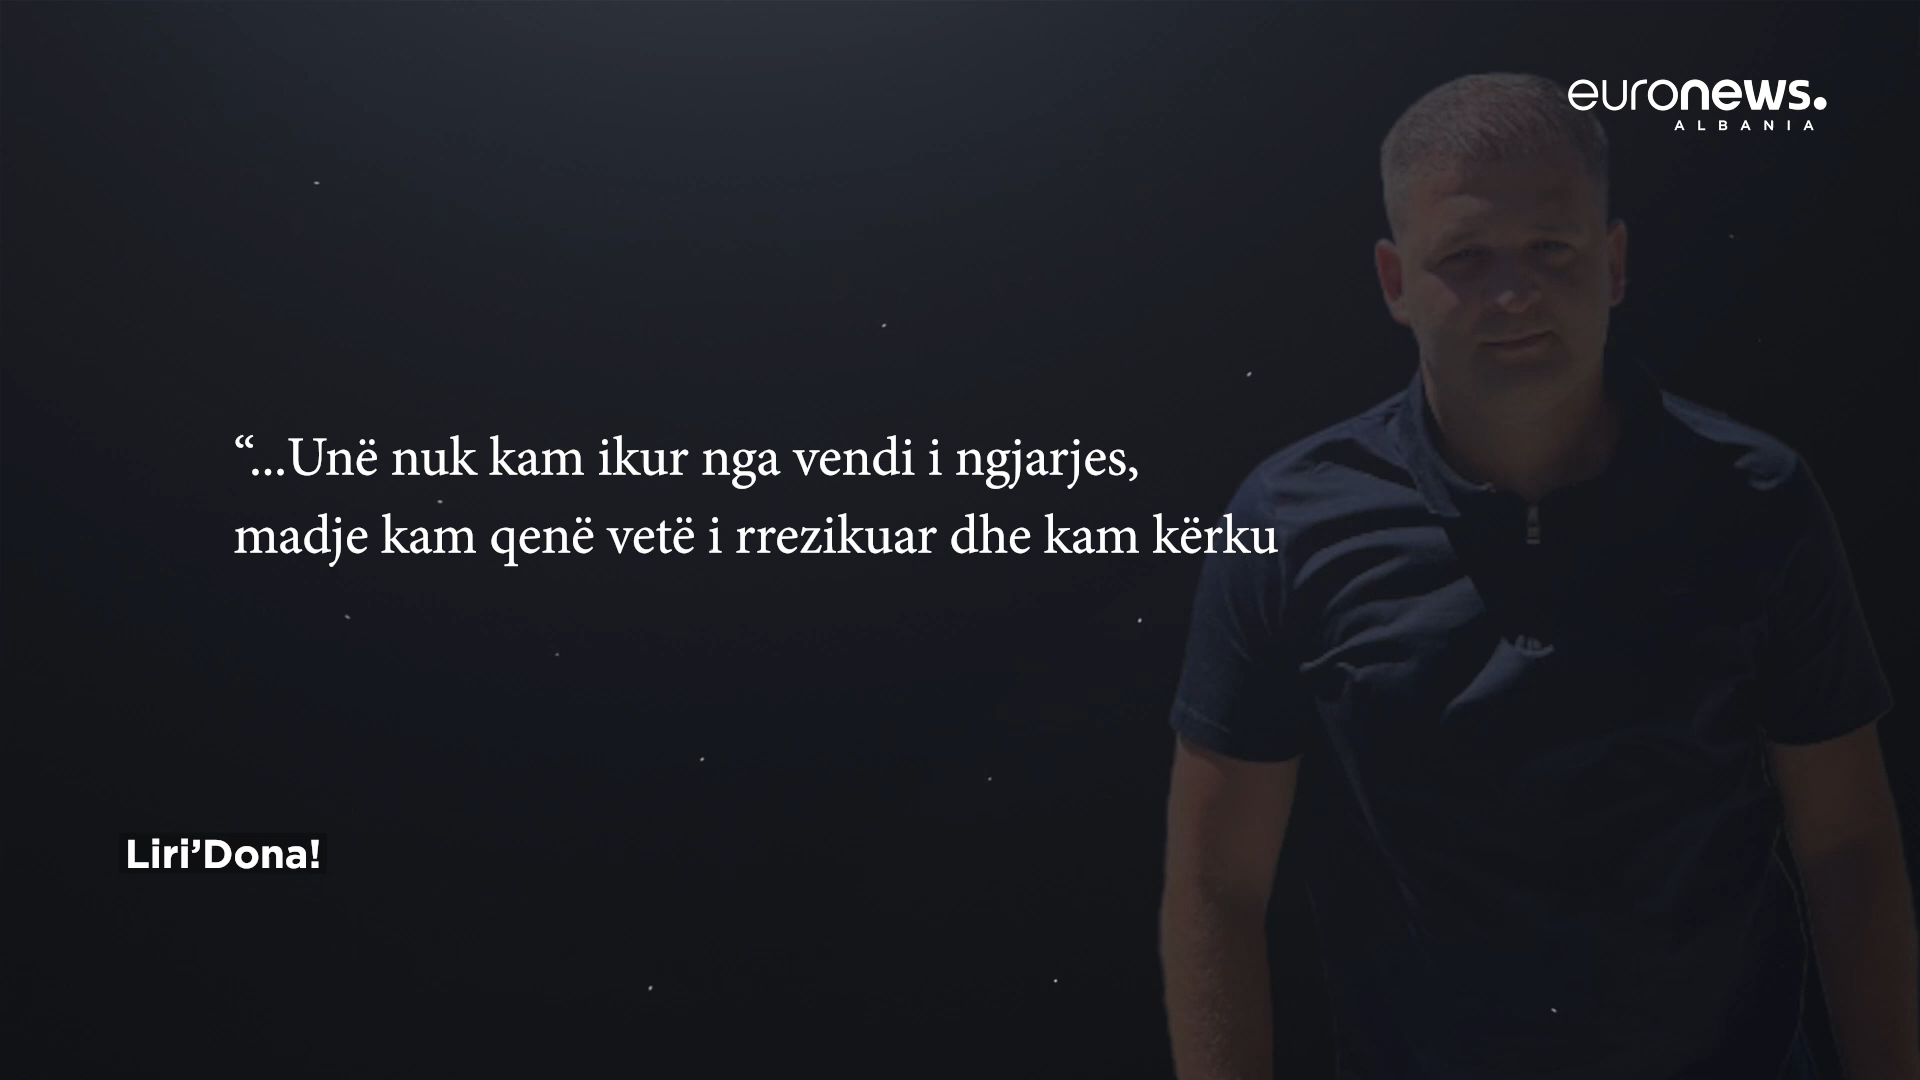 euronews.
ALBANIA
“...Unë nuk kam ikur nga vendi i ngjarjes,
madje kam qenë vetë i rrezikuar dhe kam kërku
Liri’Dona!